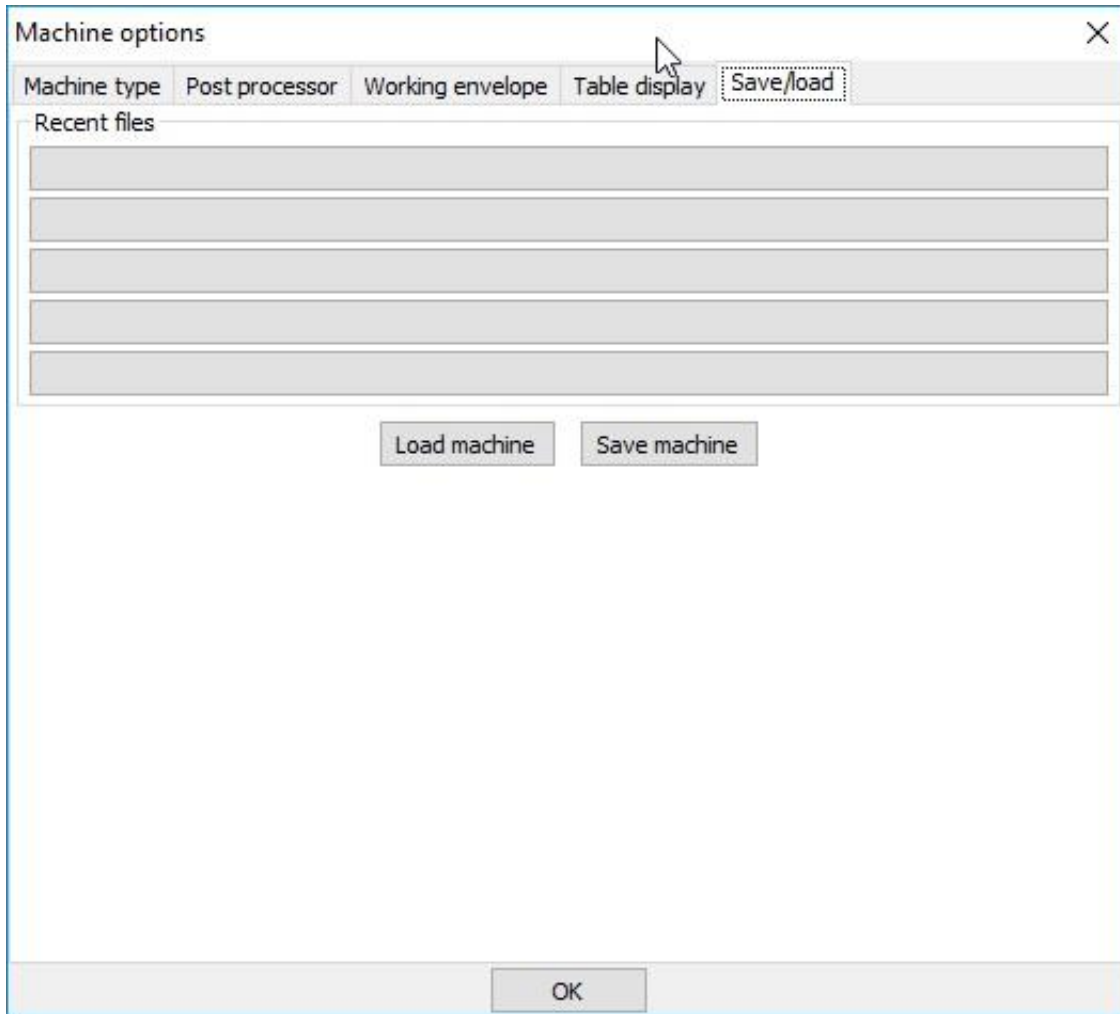 Machine options
Machine type Post processor Working envelope Table display Save/load
Recent files
Load machine Save machine
OK